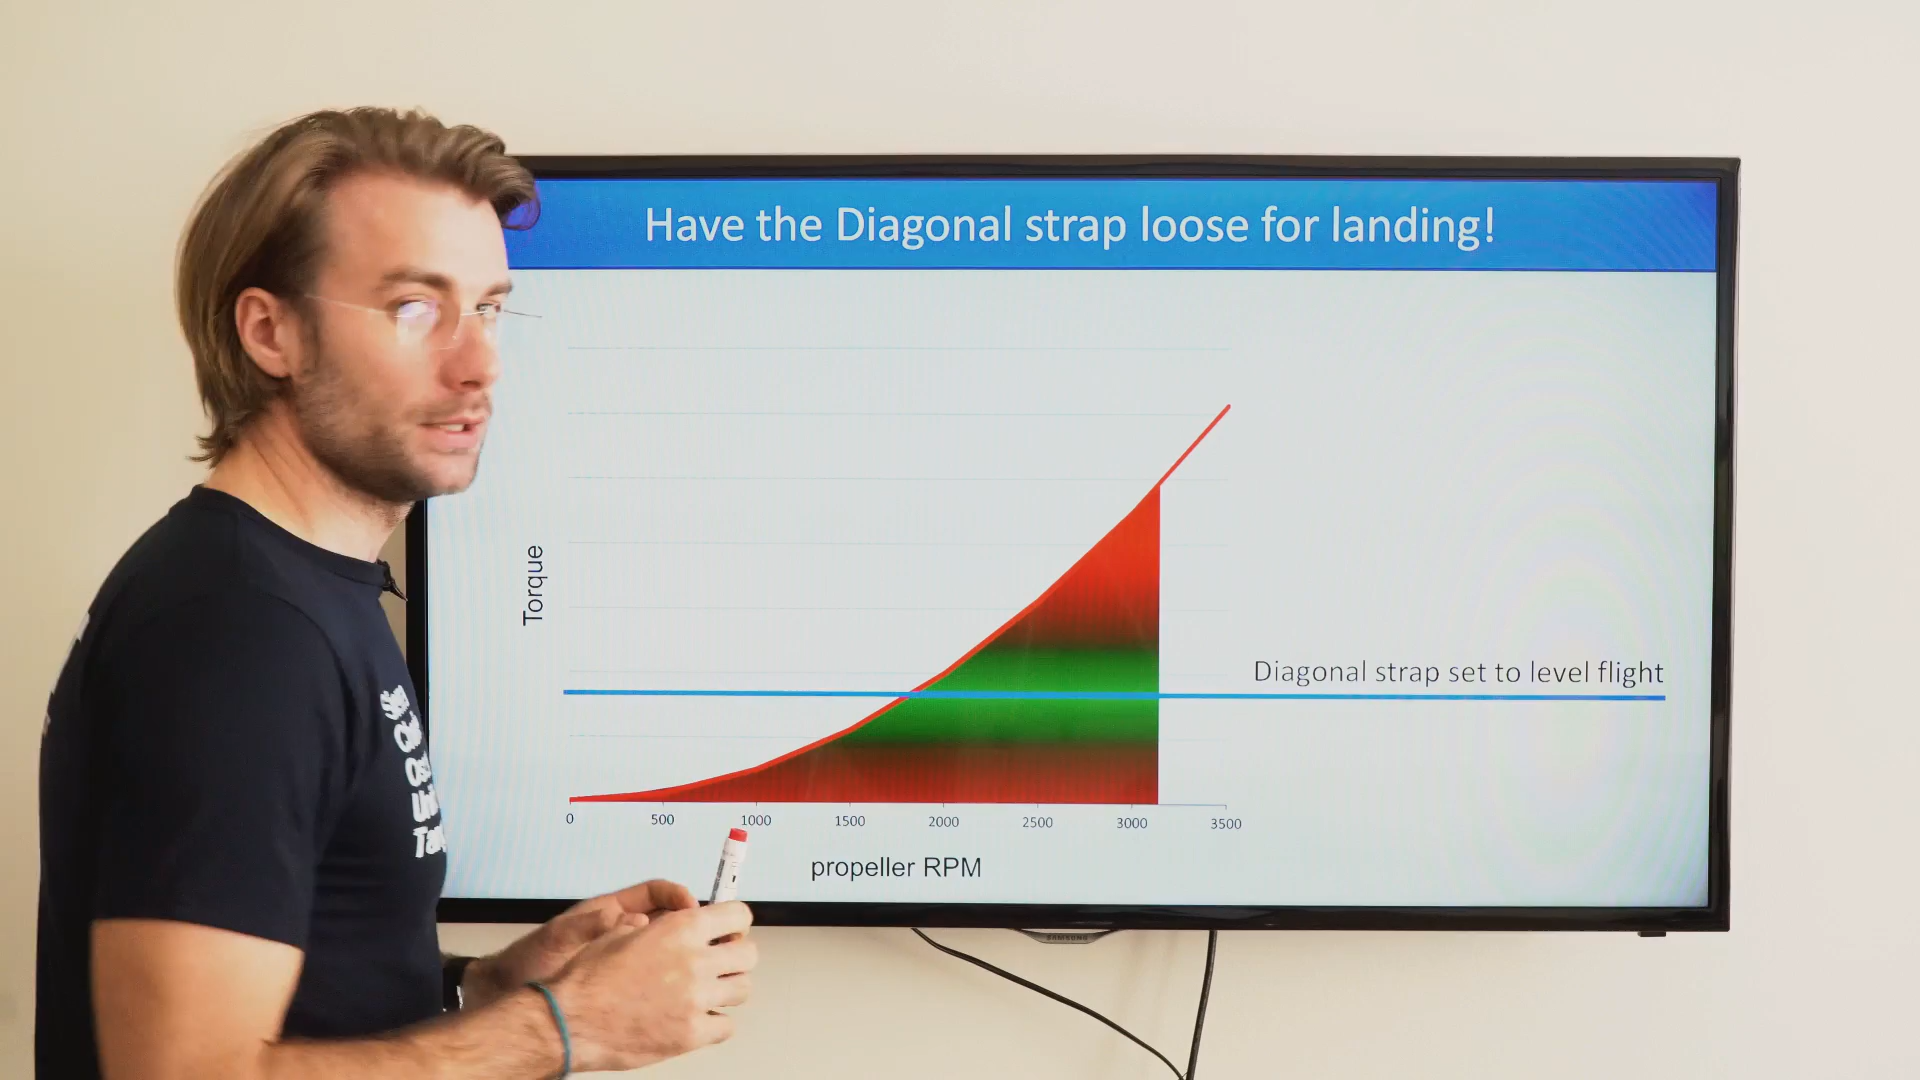 Have the Diagonal strap loose for landing!
Torque
Diagonal strap set to level flight
0 500 1000 1500 2000 2500 3000 3500
propeller RPM
SAMSUNG